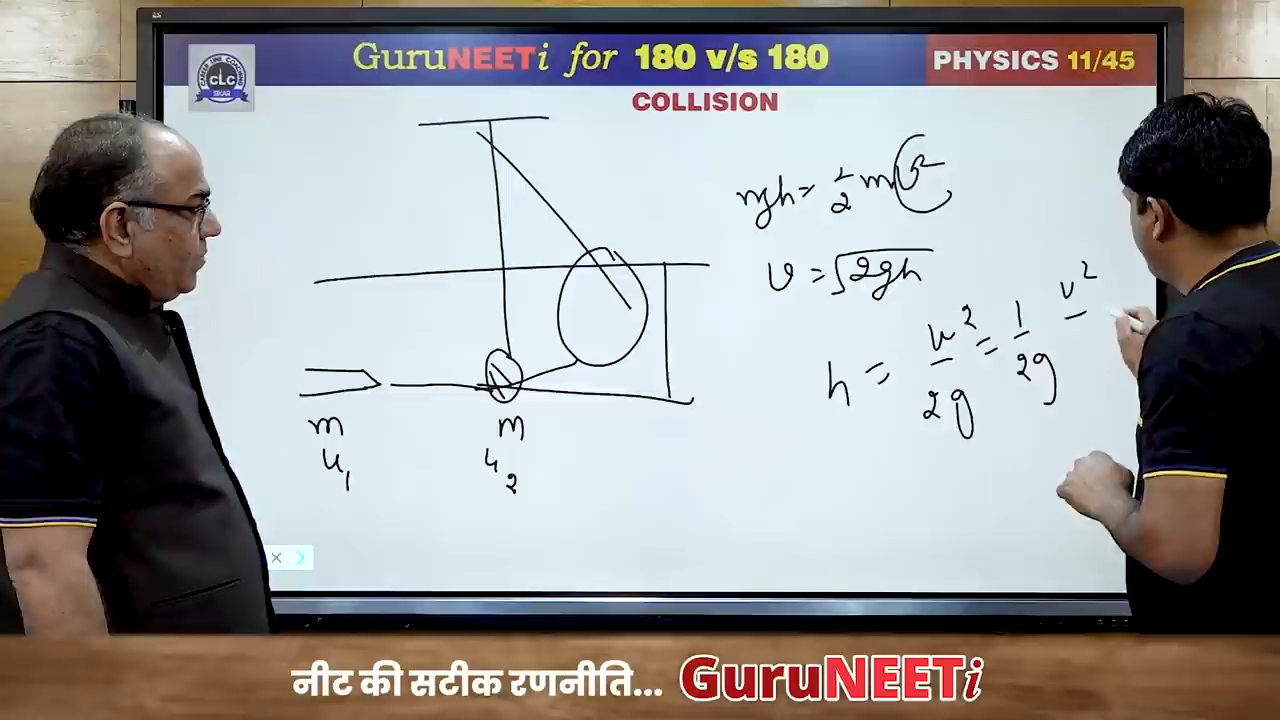 GuruNEETi for 180 v/s 180
PHYSICS 11/45
CLC
SIKAR
COLLISION
mgh = 1/2 mv²
v = √2gh
h = u²/2g = 1/2g v²
m
u₁
m
u₂
नीट की सटीक रणनीति... GuruNEETi